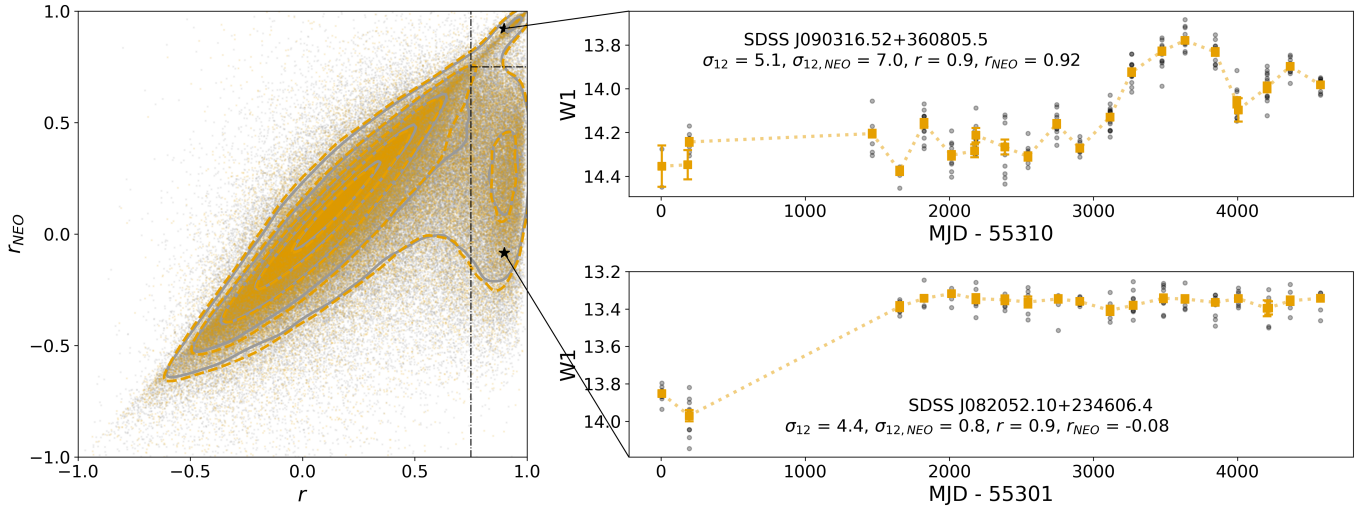 1.0
0.5
0.0
−0.5
−1.0
r_NEO
−1.0
−0.5
0.0
0.5
1.0
r
SDSS J090316.52+360805.5
σ₁₂ = 5.1, σ₁₂,NEO = 7.0, r = 0.9, r_NEO = 0.92
W1
13.8
14.0
14.2
14.4
0
1000
2000
3000
4000
MJD - 55310
13.2
13.4
13.6
13.8
14.0
W1
SDSS J082052.10+234606.4
σ₁₂ = 4.4, σ₁₂,NEO = 0.8, r = 0.9, r_NEO = -0.08
0
1000
2000
3000
4000
MJD - 55301